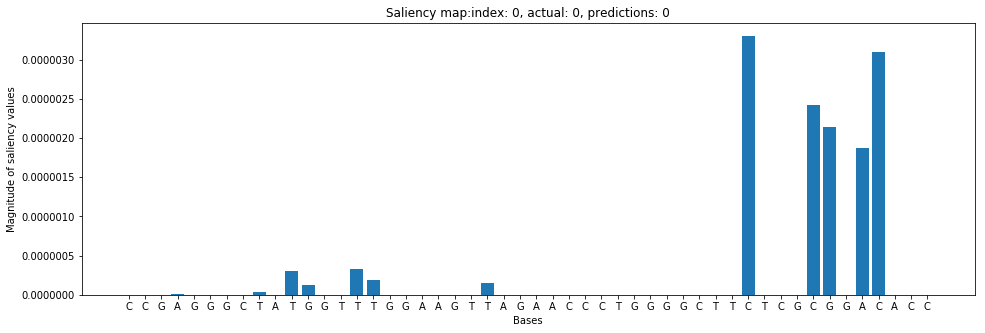 Saliency map:index: 0, actual: 0, predictions: 0
Magnitude of saliency values
0.0000030
0.0000025
0.0000020
0.0000015
0.0000010
0.0000005
0.0000000
C C G A G G G C T A T G G T T T G G A A G T T A G A A C C C T G G G G C T T C T C G C G G A C A C C
Bases